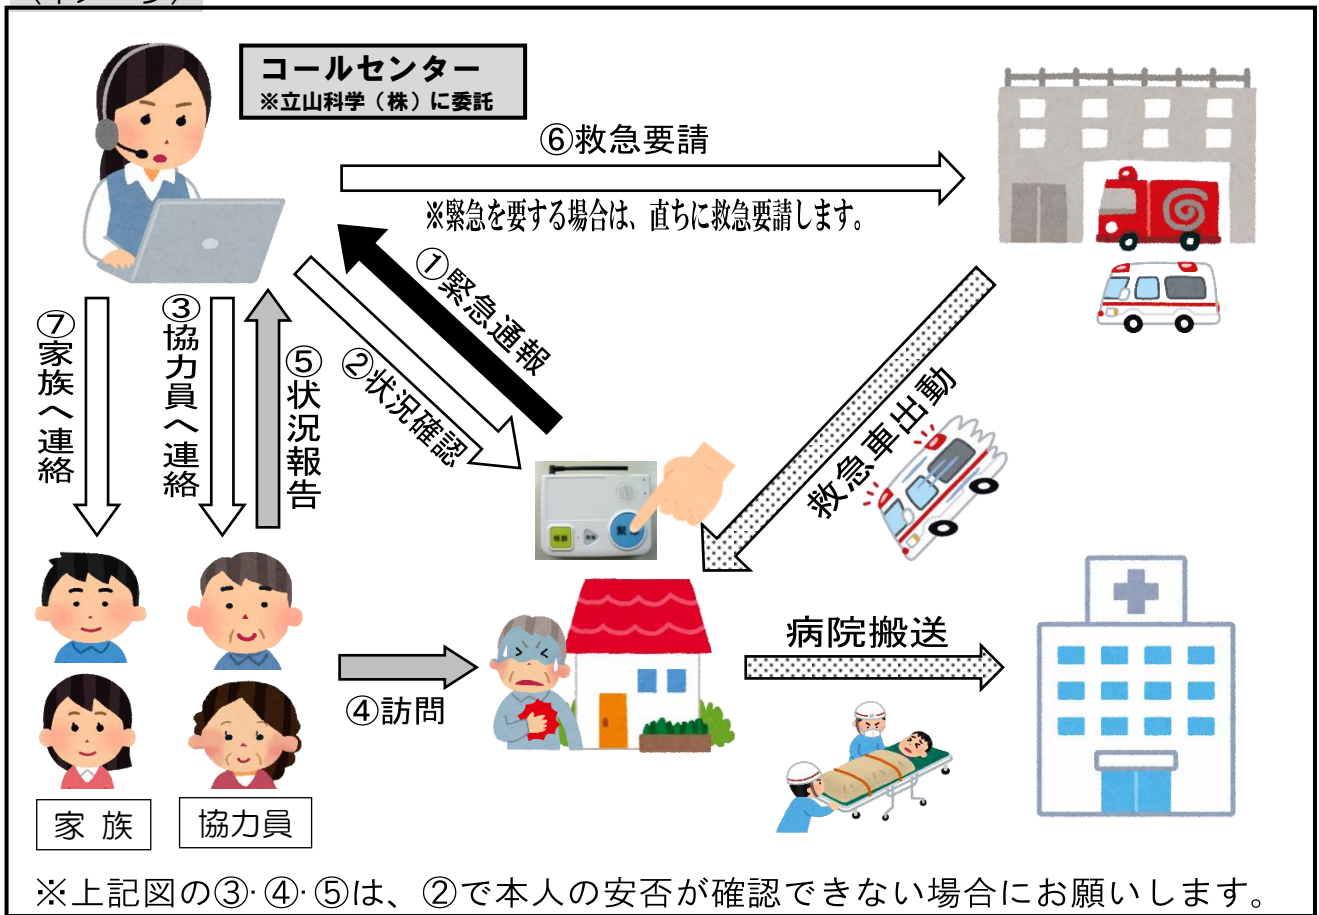 （イメージ）
コールセンター
※立山科学（株）に委託
⑥救急要請
※緊急を要する場合は、直ちに救急要請します。
①緊急通報
②状況確認
⑦家族へ連絡
③協力員へ連絡
⑤状況報告
救急車出動
④訪問
病院搬送
家 族
協力員
※上記図の③･④･⑤は、②で本人の安否が確認できない場合にお願いします。